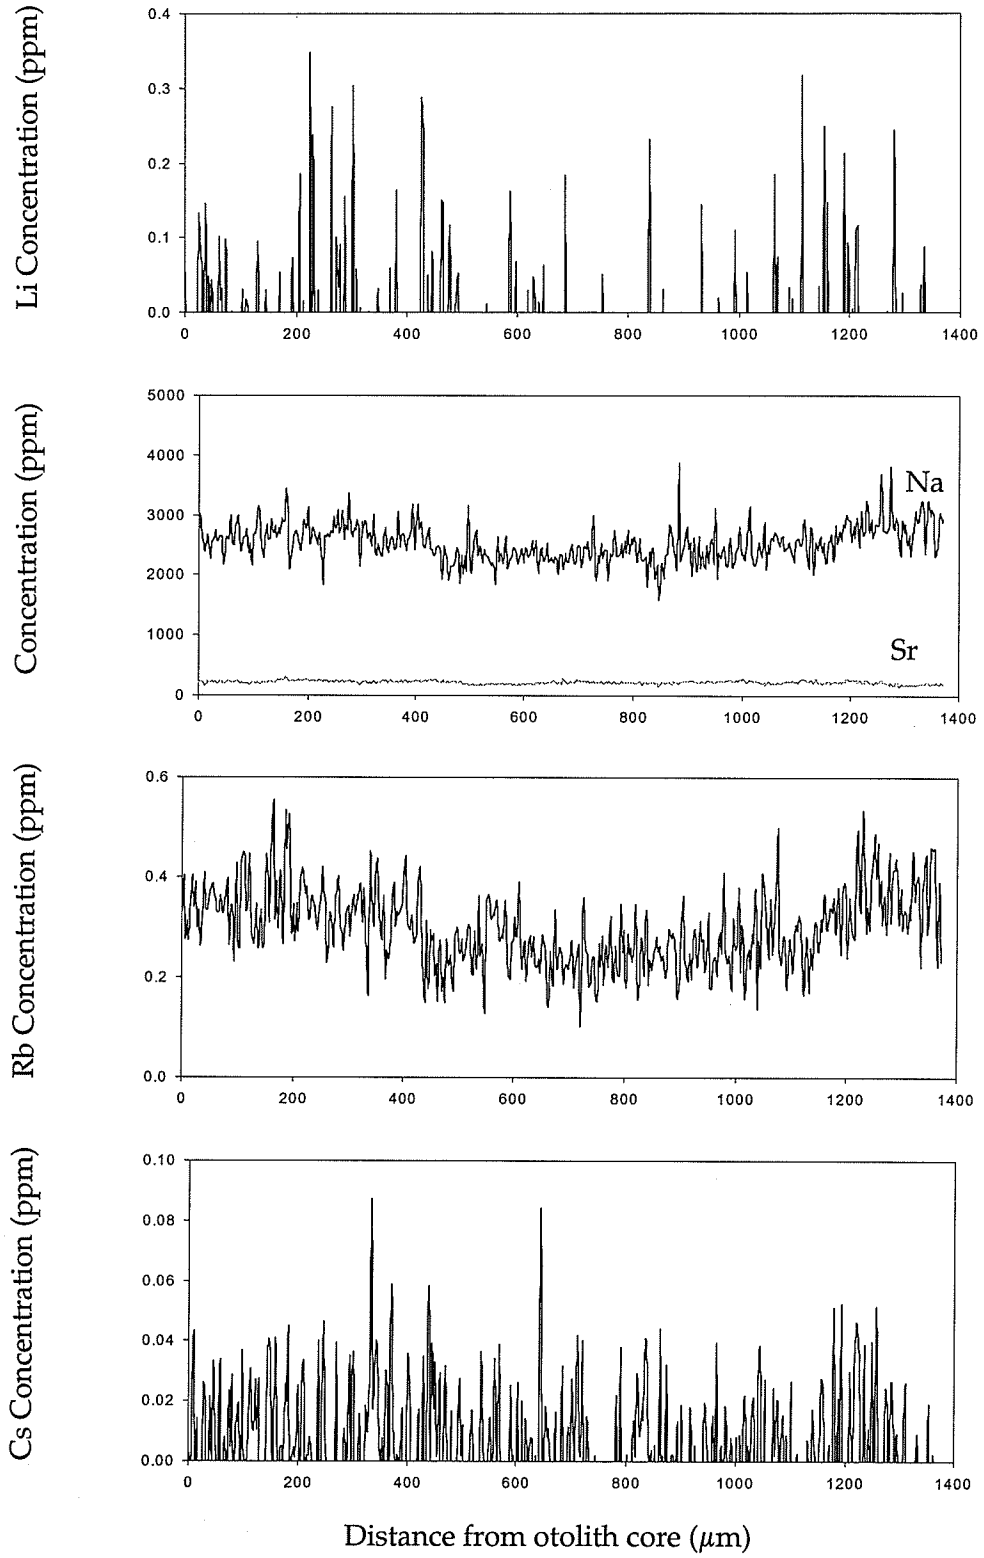 Li Concentration (ppm)
0.4
0.3
0.2
0.1
0.0
0 200 400 600 800 1000 1200 1400
Concentration (ppm)
5000
4000
3000
2000
1000
0
Na
Sr
0 200 400 600 800 1000 1200 1400
Rb Concentration (ppm)
0.6
0.4
0.2
0.0
0 200 400 600 800 1000 1200 1400
Cs Concentration (ppm)
0.10
0.08
0.06
0.04
0.02
0.00
0 200 400 600 800 1000 1200 1400
Distance from otolith core (μm)